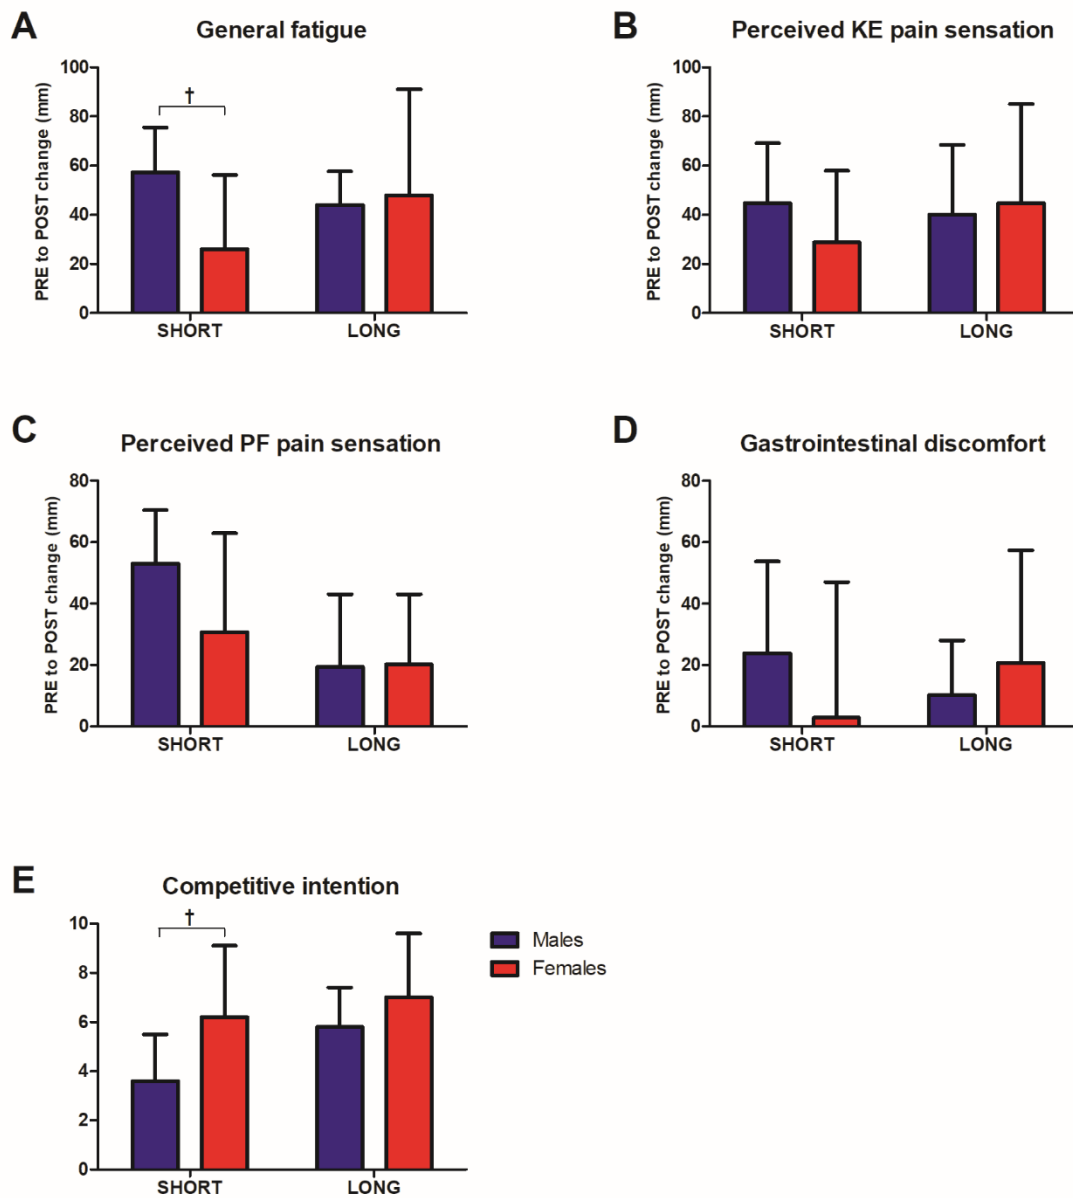 A
General fatigue
PRE to POST change (mm)
100
80
60
40
20
0
†
SHORT
LONG
B
Perceived KE pain sensation
PRE to POST change (mm)
100
80
60
40
20
0
SHORT
LONG
C
Perceived PF pain sensation
PRE to POST change (mm)
80
60
40
20
0
SHORT
LONG
D
Gastrointestinal discomfort
PRE to POST change (mm)
80
60
40
20
0
SHORT
LONG
E
Competitive intention
10
8
6
4
2
0
†
SHORT
LONG
Males
Females